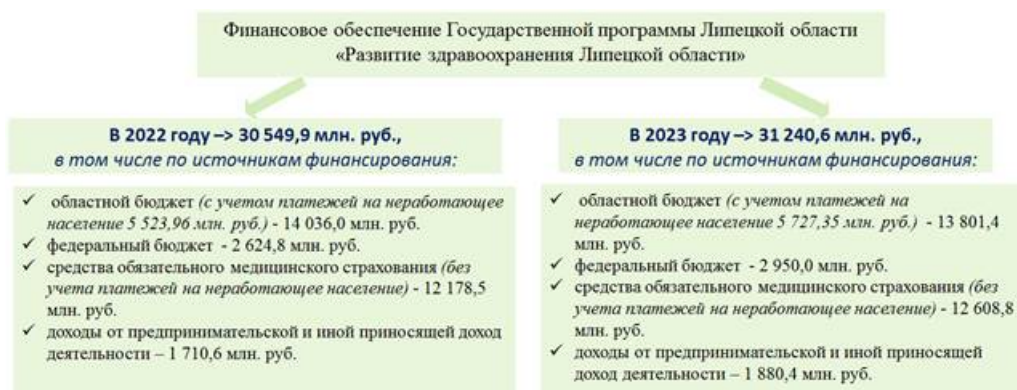 Финансовое обеспечение Государственной программы Липецкой области
«Развитие здравоохранения Липецкой области»
В 2022 году –> 30 549,9 млн. руб.,
в том числе по источникам финансирования:
✓ областной бюджет (с учетом платежей на неработающее
население 5 523,96 млн. руб.) - 14 036,0 млн. руб.
✓ федеральный бюджет - 2 624,8 млн. руб.
✓ средства обязательного медицинского страхования (без
учета платежей на неработающее население) - 12 178,5
млн. руб.
✓ доходы от предпринимательской и иной приносящей доход
деятельности – 1 710,6 млн. руб.
В 2023 году –> 31 240,6 млн. руб.,
в том числе по источникам финансирования:
✓ областной бюджет (с учетом платежей на
неработающее население 5 727,35 млн. руб.) - 13 801,4
млн. руб.
✓ федеральный бюджет - 2 950,0 млн. руб.
✓ средства обязательного медицинского страхования (без
учета платежей на неработающее население) - 12 608,8
млн. руб.
✓ доходы от предпринимательской и иной приносящей
доход деятельности – 1 880,4 млн. руб.